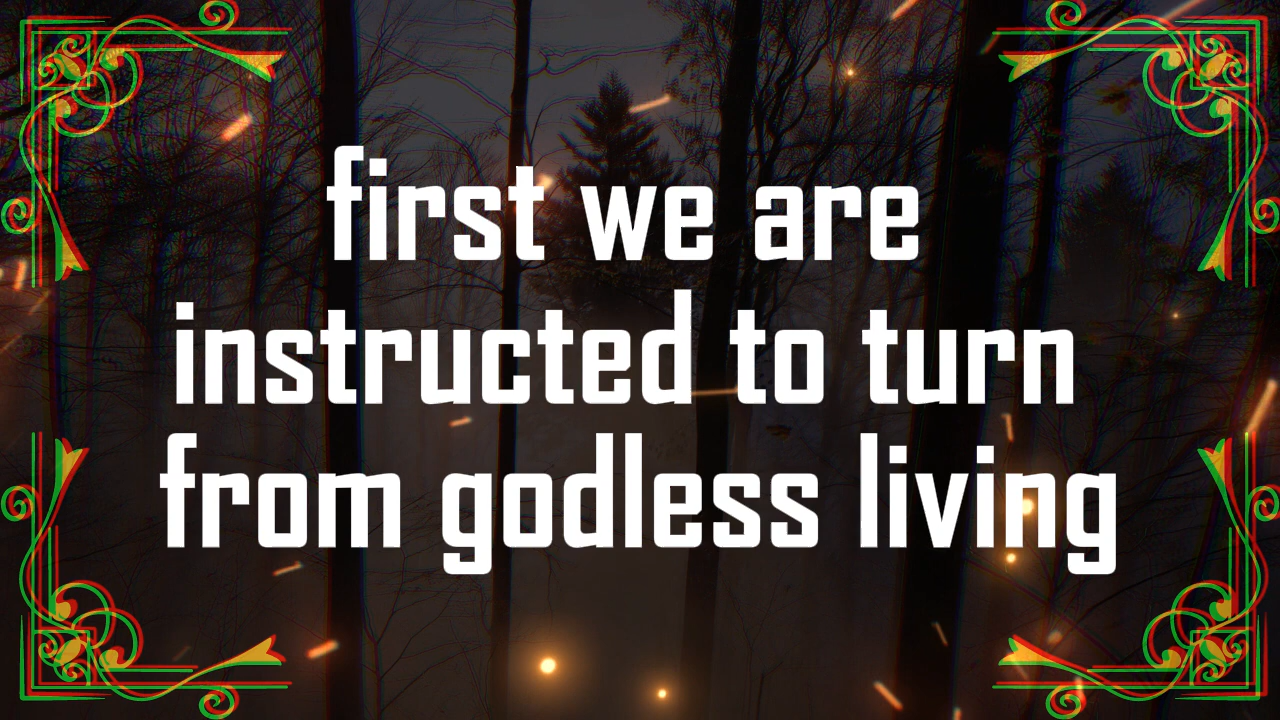 first we are
instructed to turn
from godless living